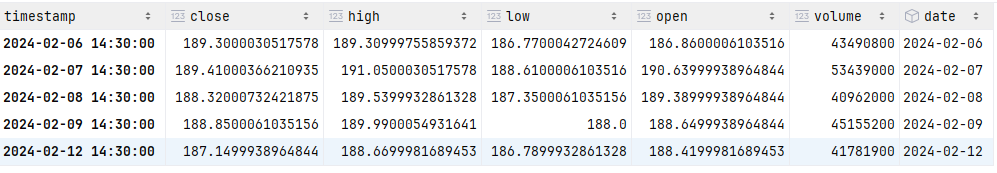 timestamp 123 close 123 high 123 low 123 open 123 volume date
2024-02-06 14:30:00 189.3000030517578 189.30999755859372 186.7700042724609 186.8600006103516 43490800 2024-02-06
2024-02-07 14:30:00 189.41000366210935 191.0500030517578 188.6100006103516 190.63999938964844 53439000 2024-02-07
2024-02-08 14:30:00 188.32000732421875 189.5399932861328 187.3500061035156 189.38999938964844 40962000 2024-02-08
2024-02-09 14:30:00 188.8500061035156 189.9900054931641 188.0 188.6499938964844 45155200 2024-02-09
2024-02-12 14:30:00 187.1499938964844 188.6699981689453 186.7899932861328 188.4199981689453 41781900 2024-02-12